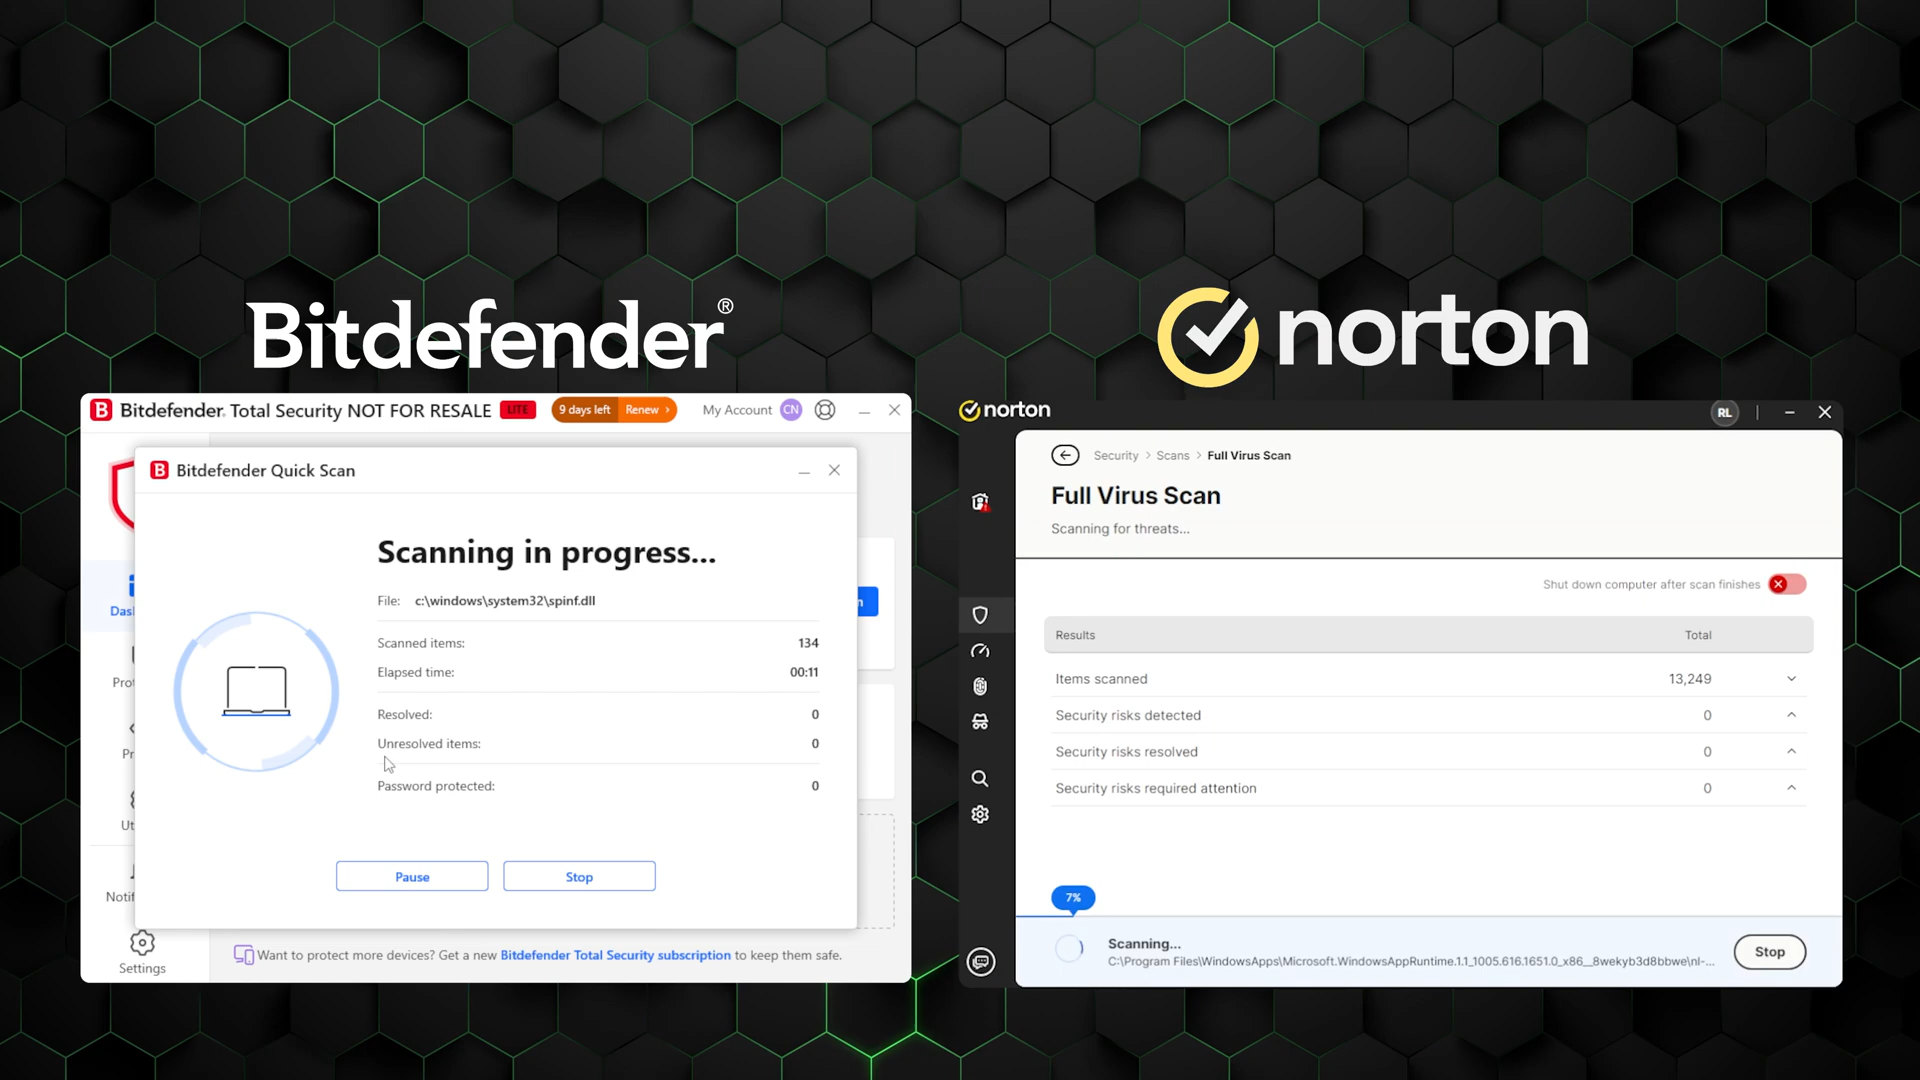 Bitdefender®
norton
Bitdefender Total Security NOT FOR RESALE LITE 9 days left Renew > My Account CN
Bitdefender Quick Scan
Scanning in progress...
File: c:\windows\system32\spinf.dll
Scanned items: 134
Elapsed time: 00:11
Resolved: 0
Unresolved items: 0
Password protected: 0
Pause Stop
Settings
Want to protect more devices? Get a new Bitdefender Total Security subscription to keep them safe.
norton RL
Security > Scans > Full Virus Scan
Full Virus Scan
Scanning for threats...
Shut down computer after scan finishes
Results Total
Items scanned 13,249
Security risks detected 0
Security risks resolved 0
Security risks required attention 0
7%
Scanning...
C:\Program Files\WindowsApps\Microsoft.WindowsAppRuntime.1.1_1005.616.1651.0_x86__8wekyb3d8bbwe\nl-...
Stop